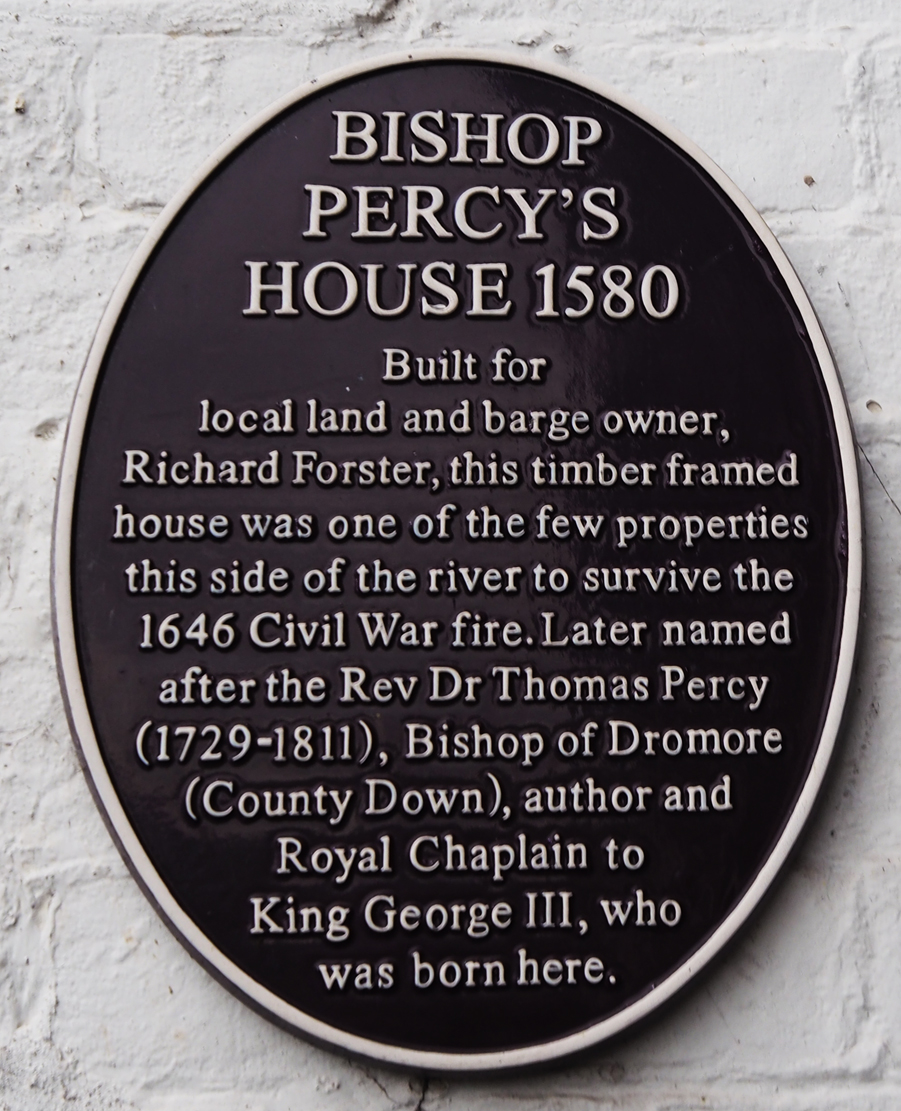 BISHOP
PERCY'S
HOUSE 1580
Built for
local land and barge owner,
Richard Forster, this timber framed
house was one of the few properties
this side of the river to survive the
1646 Civil War fire. Later named
after the Rev Dr Thomas Percy
(1729-1811), Bishop of Dromore
(County Down), author and
Royal Chaplain to
King George III, who
was born here.